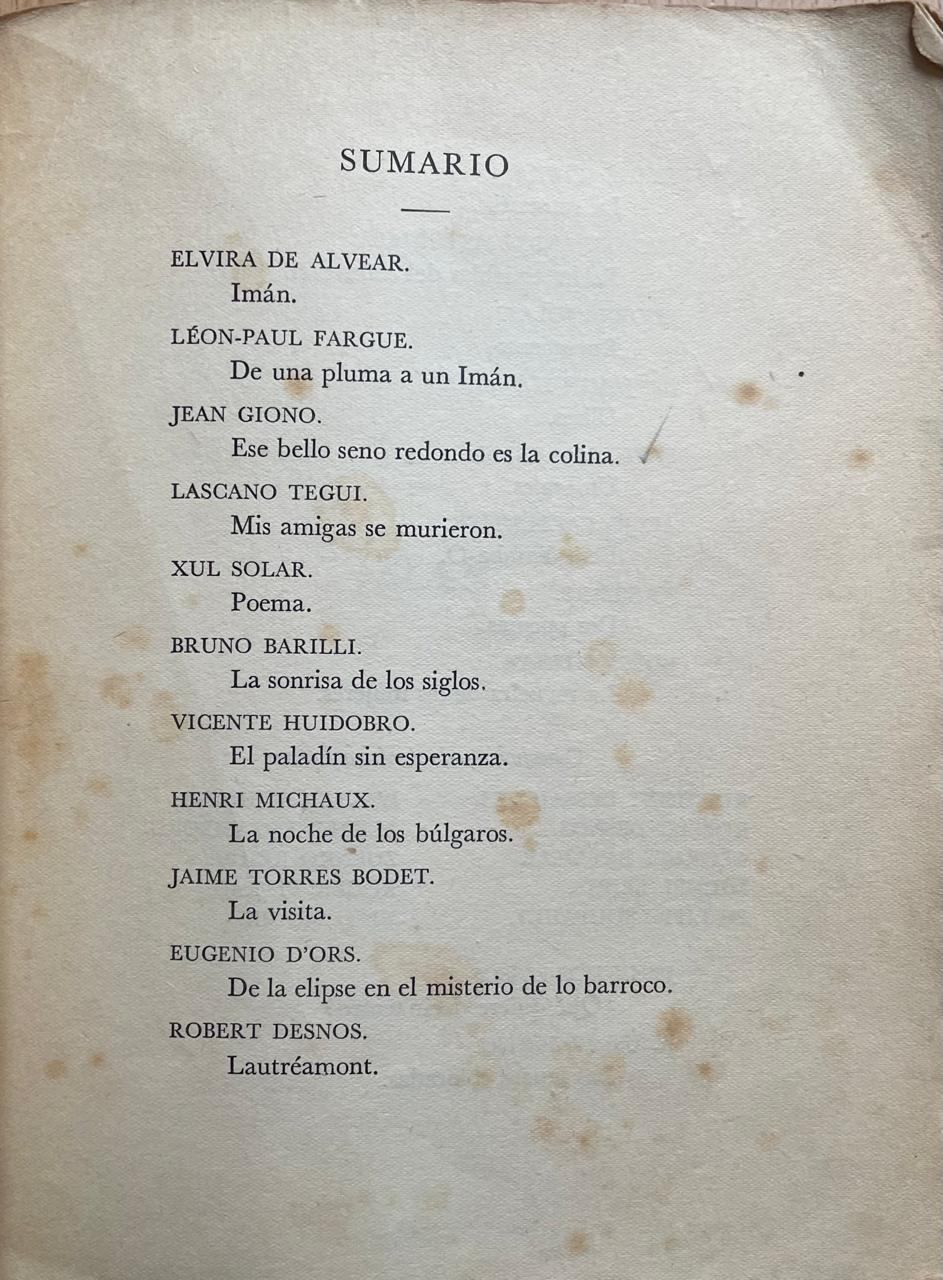 SUMARIO
ELVIRA DE ALVEAR.
Imán.
LÉON-PAUL FARGUE.
De una pluma a un Imán.
JEAN GIONO.
Ese bello seno redondo es la colina.
LASCANO TEGUI.
Mis amigas se murieron.
XUL SOLAR.
Poema.
BRUNO BARILLI.
La sonrisa de los siglos.
VICENTE HUIDOBRO.
El paladín sin esperanza.
HENRI MICHAUX.
La noche de los búlgaros.
JAIME TORRES BODET.
La visita.
EUGENIO D'ORS.
De la elipse en el misterio de lo barroco.
ROBERT DESNOS.
Lautréamont.